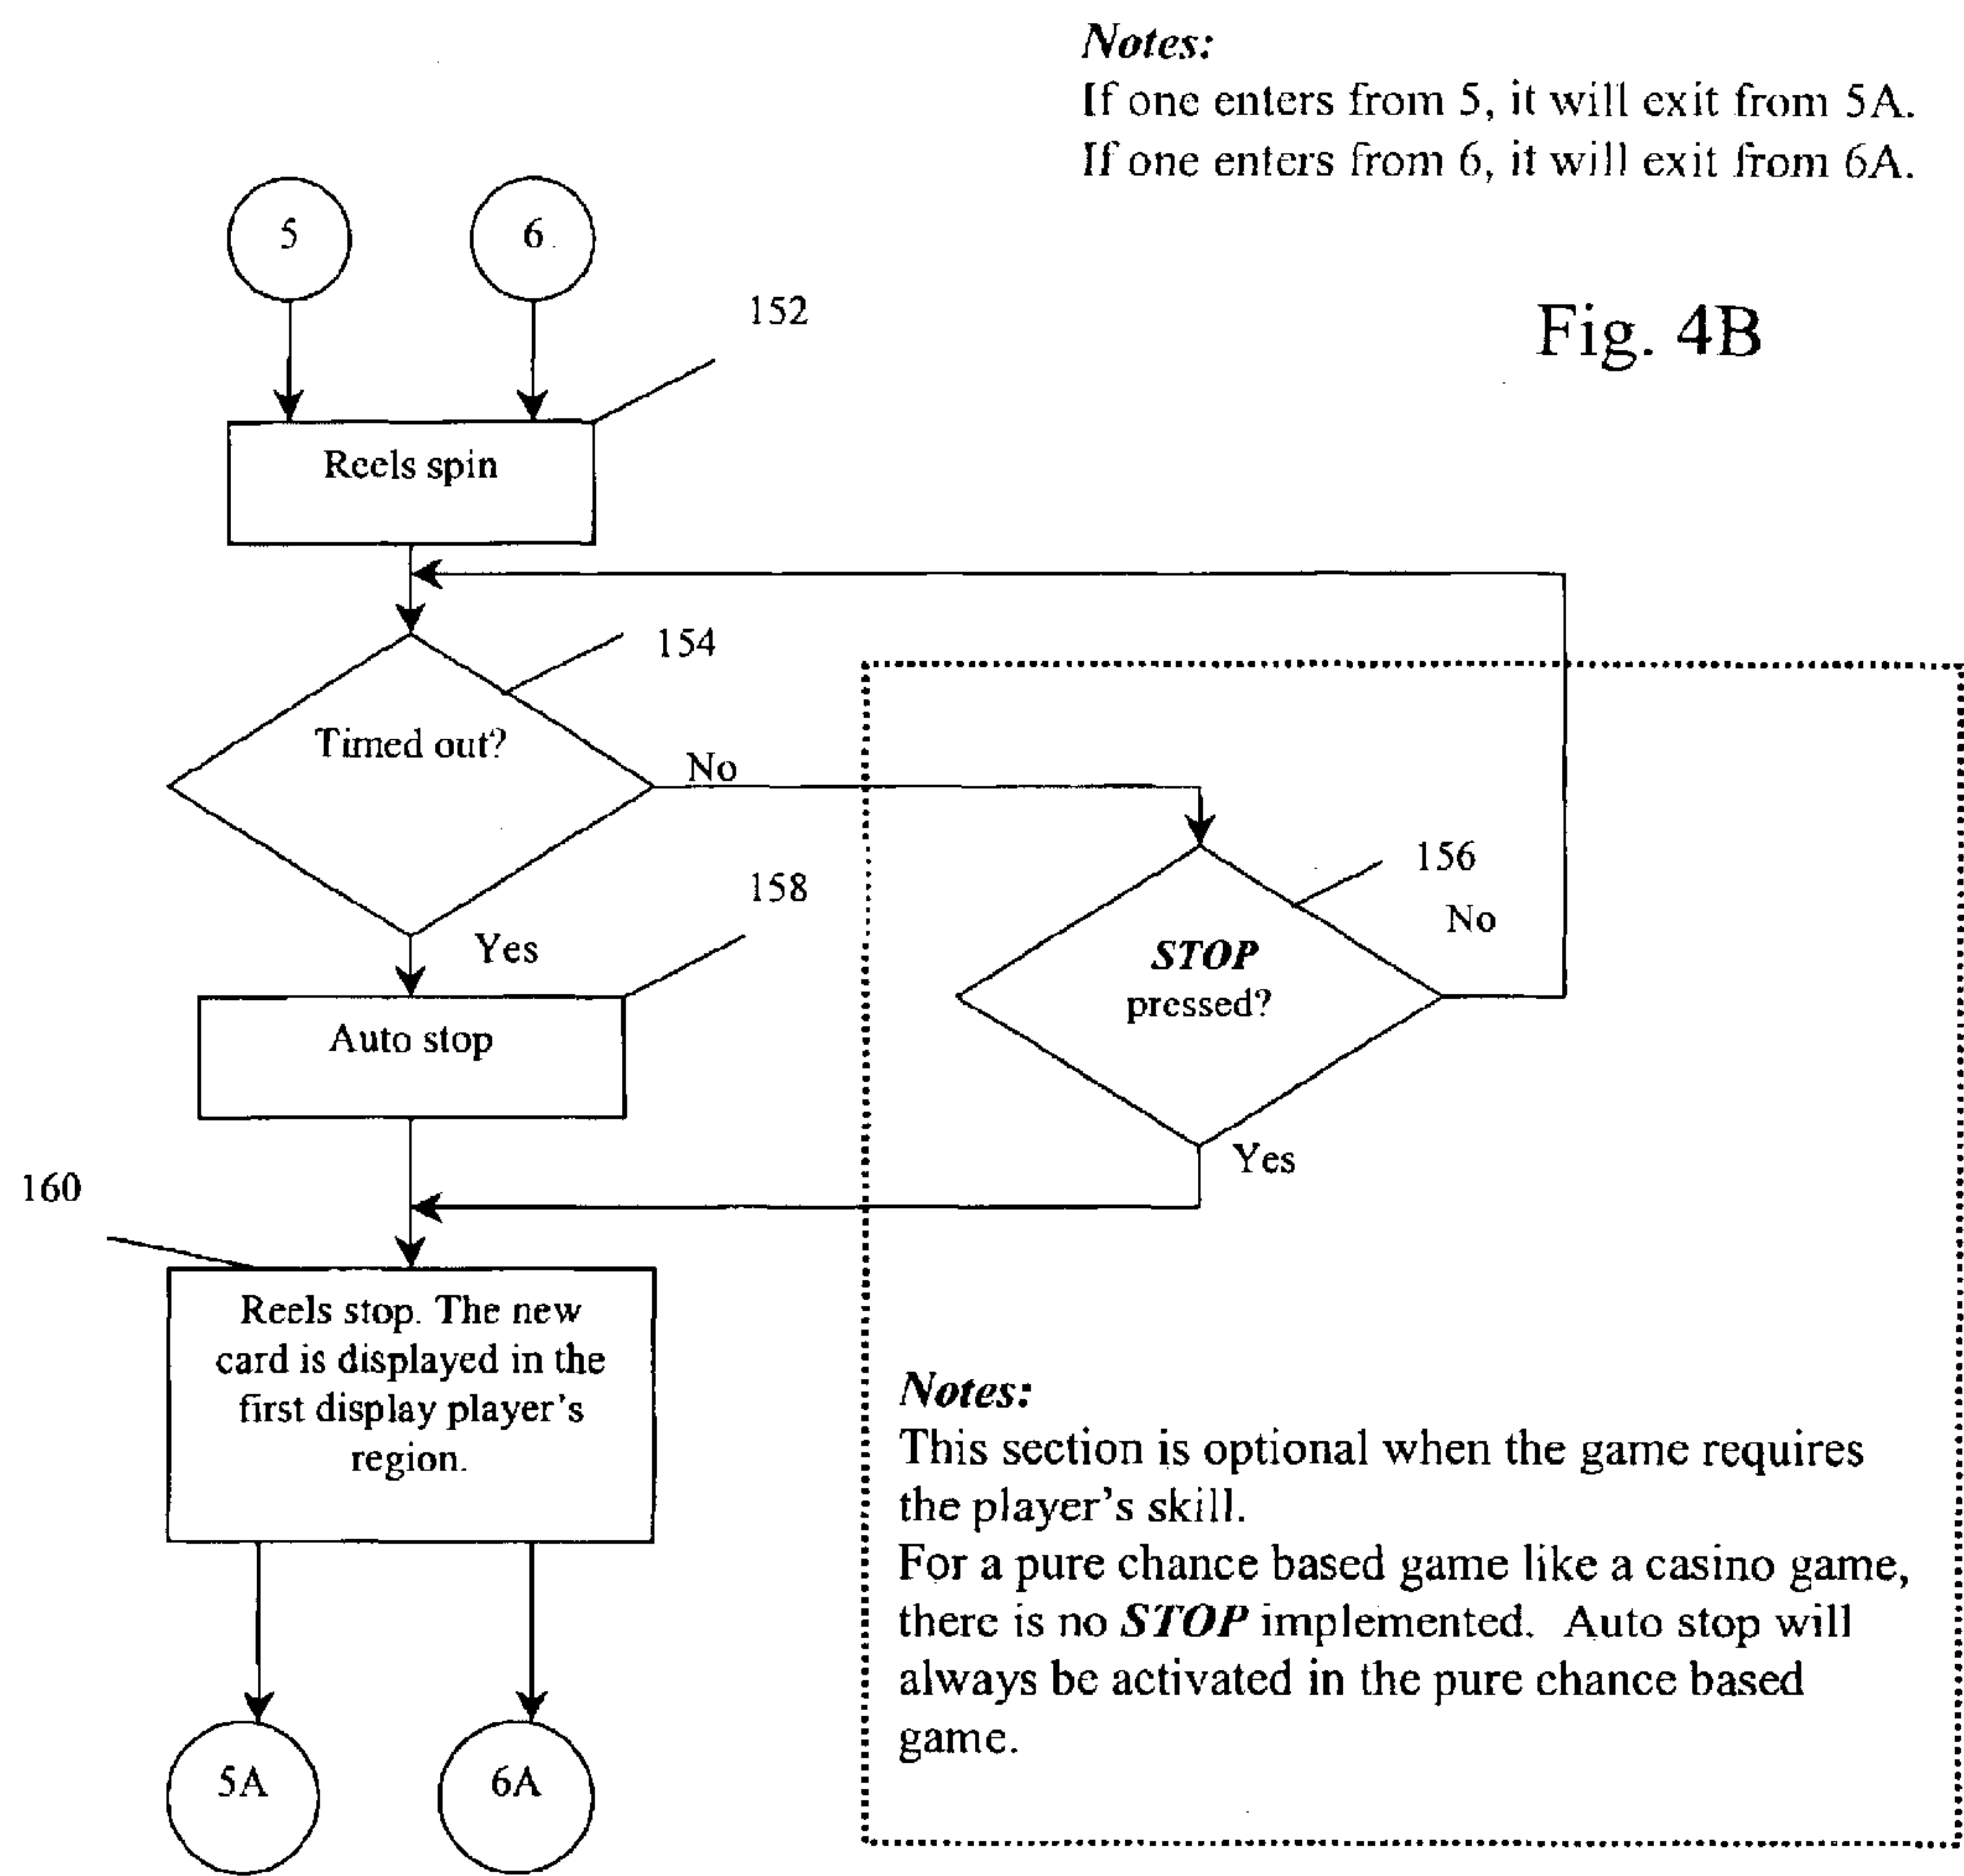 Notes:
If one enters from 5, it will exit from 5A.
If one enters from 6, it will exit from 6A.
5
6
152
Fig. 4B
Reels spin
154
Timed out?
No
156
No
158
Yes
STOP
pressed?
Auto stop
Yes
160
Reels stop. The new
card is displayed in the
first display player's
region.
Notes:
This section is optional when the game requires
the player's skill.
For a pure chance based game like a casino game,
there is no STOP implemented. Auto stop will
always be activated in the pure chance based
game.
5A
6A